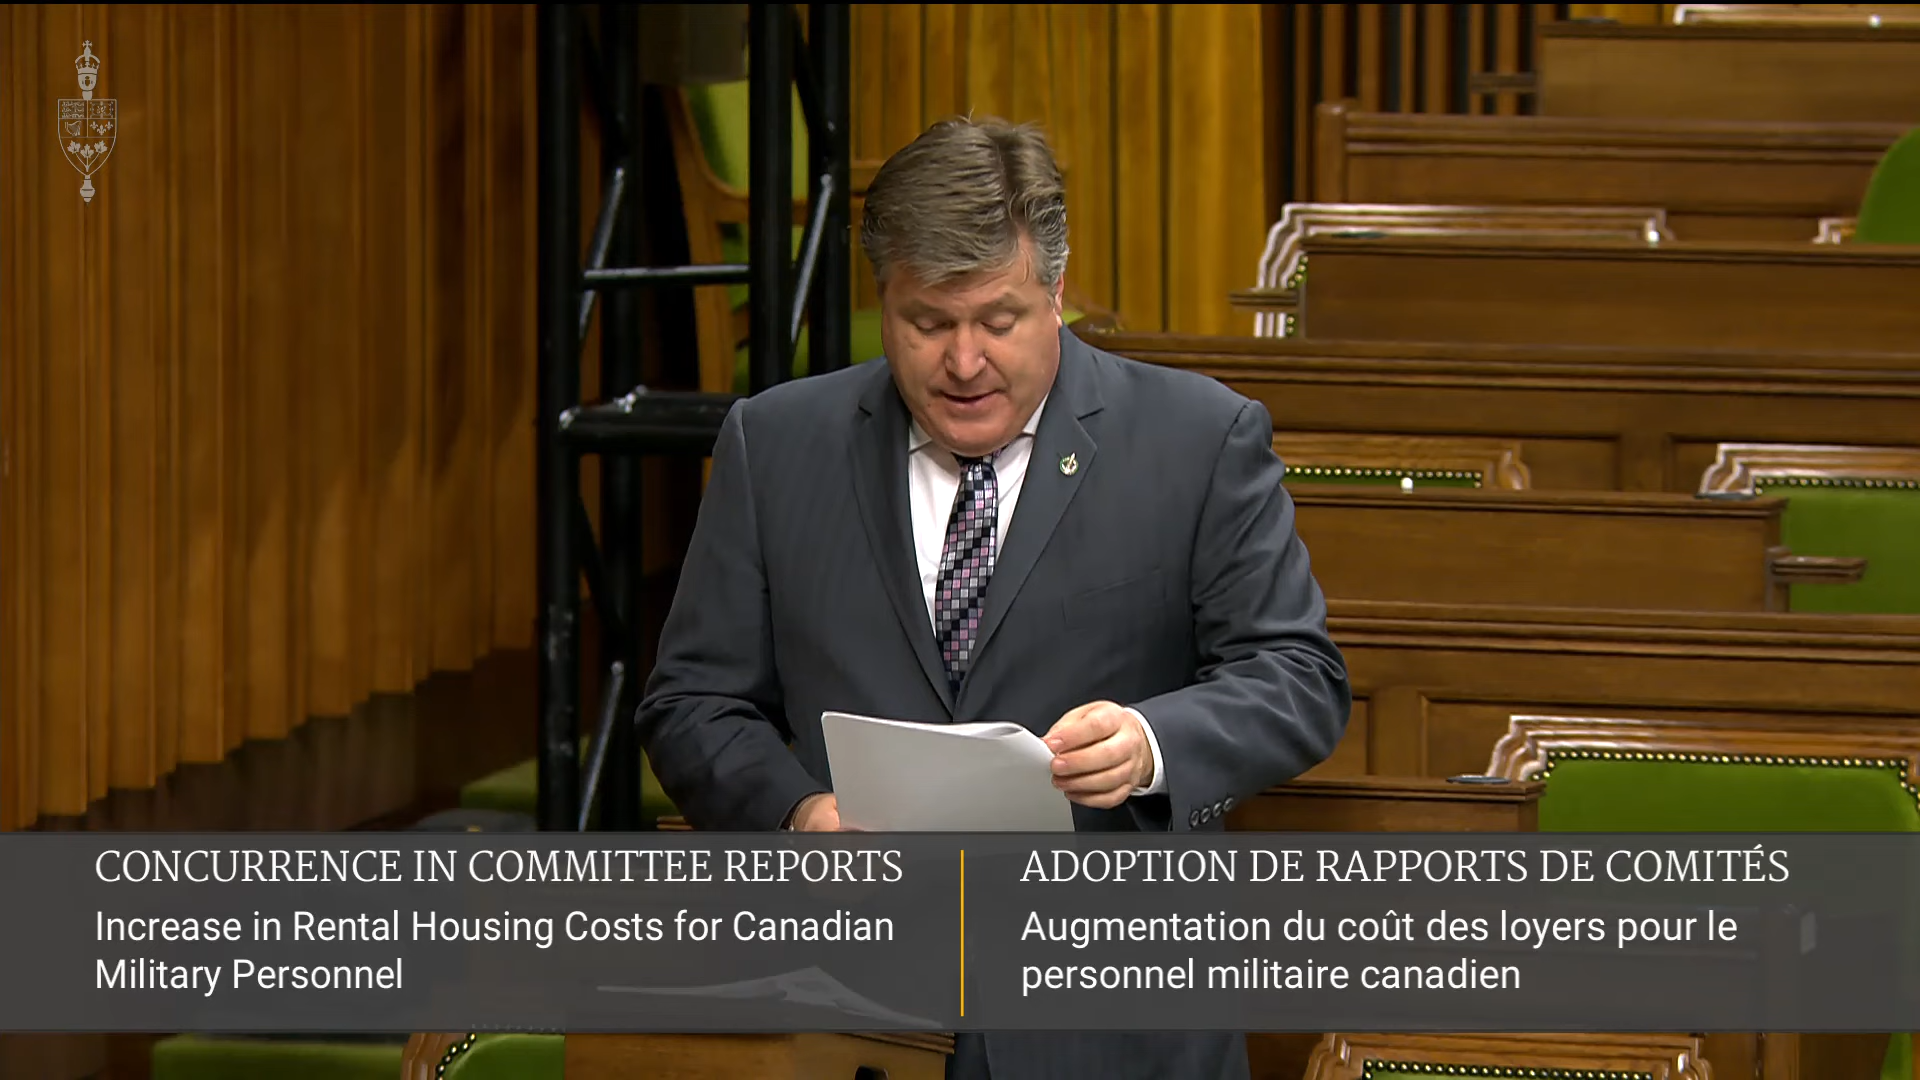 CONCURRENCE IN COMMITTEE REPORTS
Increase in Rental Housing Costs for Canadian
Military Personnel
ADOPTION DE RAPPORTS DE COMITÉS
Augmentation du coût des loyers pour le
personnel militaire canadien